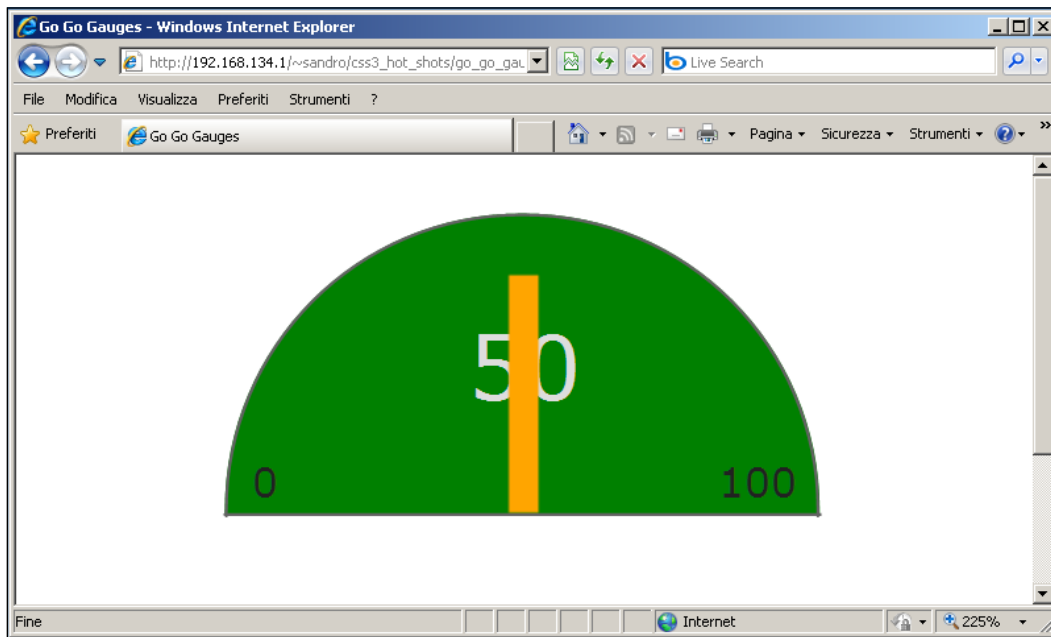 Go Go Gauges - Windows Internet Explorer
http://192.168.134.1/~sandro/css3_hot_shots/go_go_gau
Live Search
File Modifica Visualizza Preferiti Strumenti ?
Preferiti Go Go Gauges Pagina Sicurezza Strumenti »
50
0 100
Fine Internet 225%